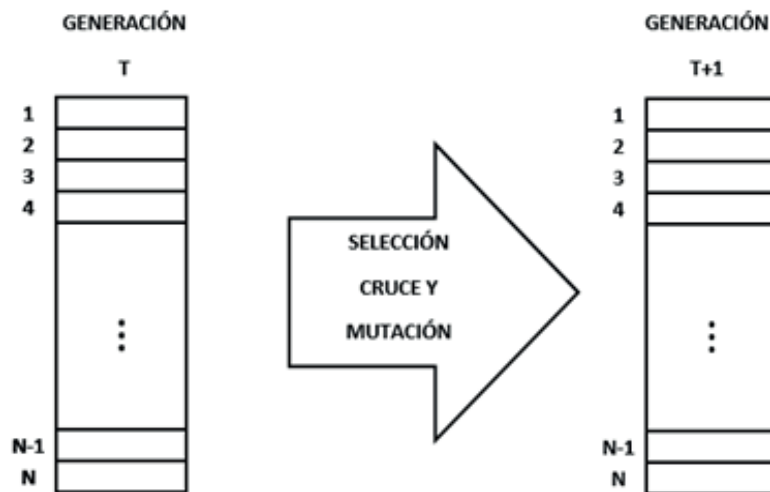 GENERACIÓN
T
1
2
3
4
⋮
N-1
N
SELECCIÓN
CRUCE Y
MUTACIÓN
GENERACIÓN
T+1
1
2
3
4
⋮
N-1
N